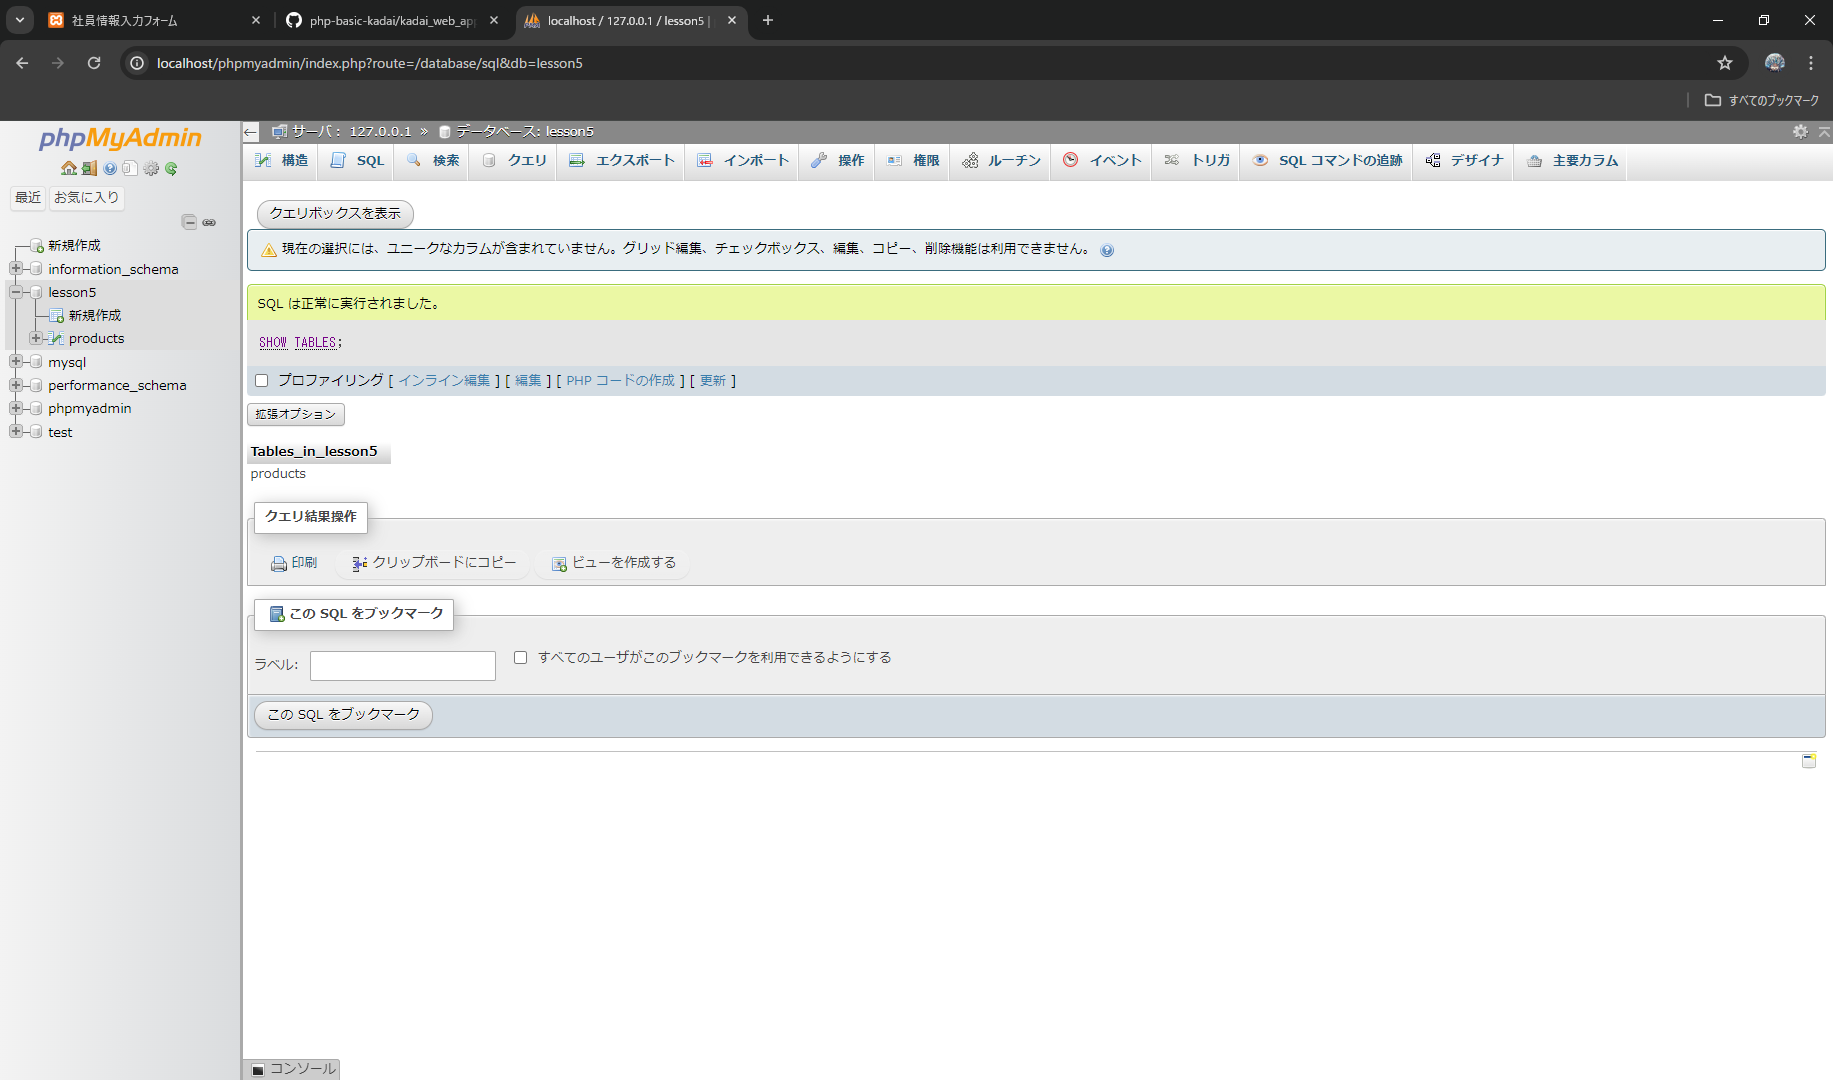 社員情報入力フォーム
php-basic-kadai/kadai_web_app
localhost / 127.0.0.1 / lesson5 |
localhost/phpmyadmin/index.php?route=/database/sql&db=lesson5
すべてのブックマーク
phpMyAdmin
最近 お気に入り
新規作成
information_schema
lesson5
新規作成
products
mysql
performance_schema
phpmyadmin
test
サーバ: 127.0.0.1 » データベース: lesson5
構造 SQL 検索 クエリ エクスポート インポート 操作 権限 ルーチン イベント トリガ SQL コマンドの追跡 デザイナ 主要カラム
クエリボックスを表示
現在の選択には、ユニークなカラムが含まれていません。グリッド編集、チェックボックス、編集、コピー、削除機能は利用できません。
SQL は正常に実行されました。
SHOW TABLES;
プロファイリング [ インライン編集 ] [ 編集 ] [ PHP コードの作成 ] [ 更新 ]
拡張オプション
Tables_in_lesson5
products
クエリ結果操作
印刷 クリップボードにコピー ビューを作成する
この SQL をブックマーク
ラベル: すべてのユーザがこのブックマークを利用できるようにする
この SQL をブックマーク
コンソール